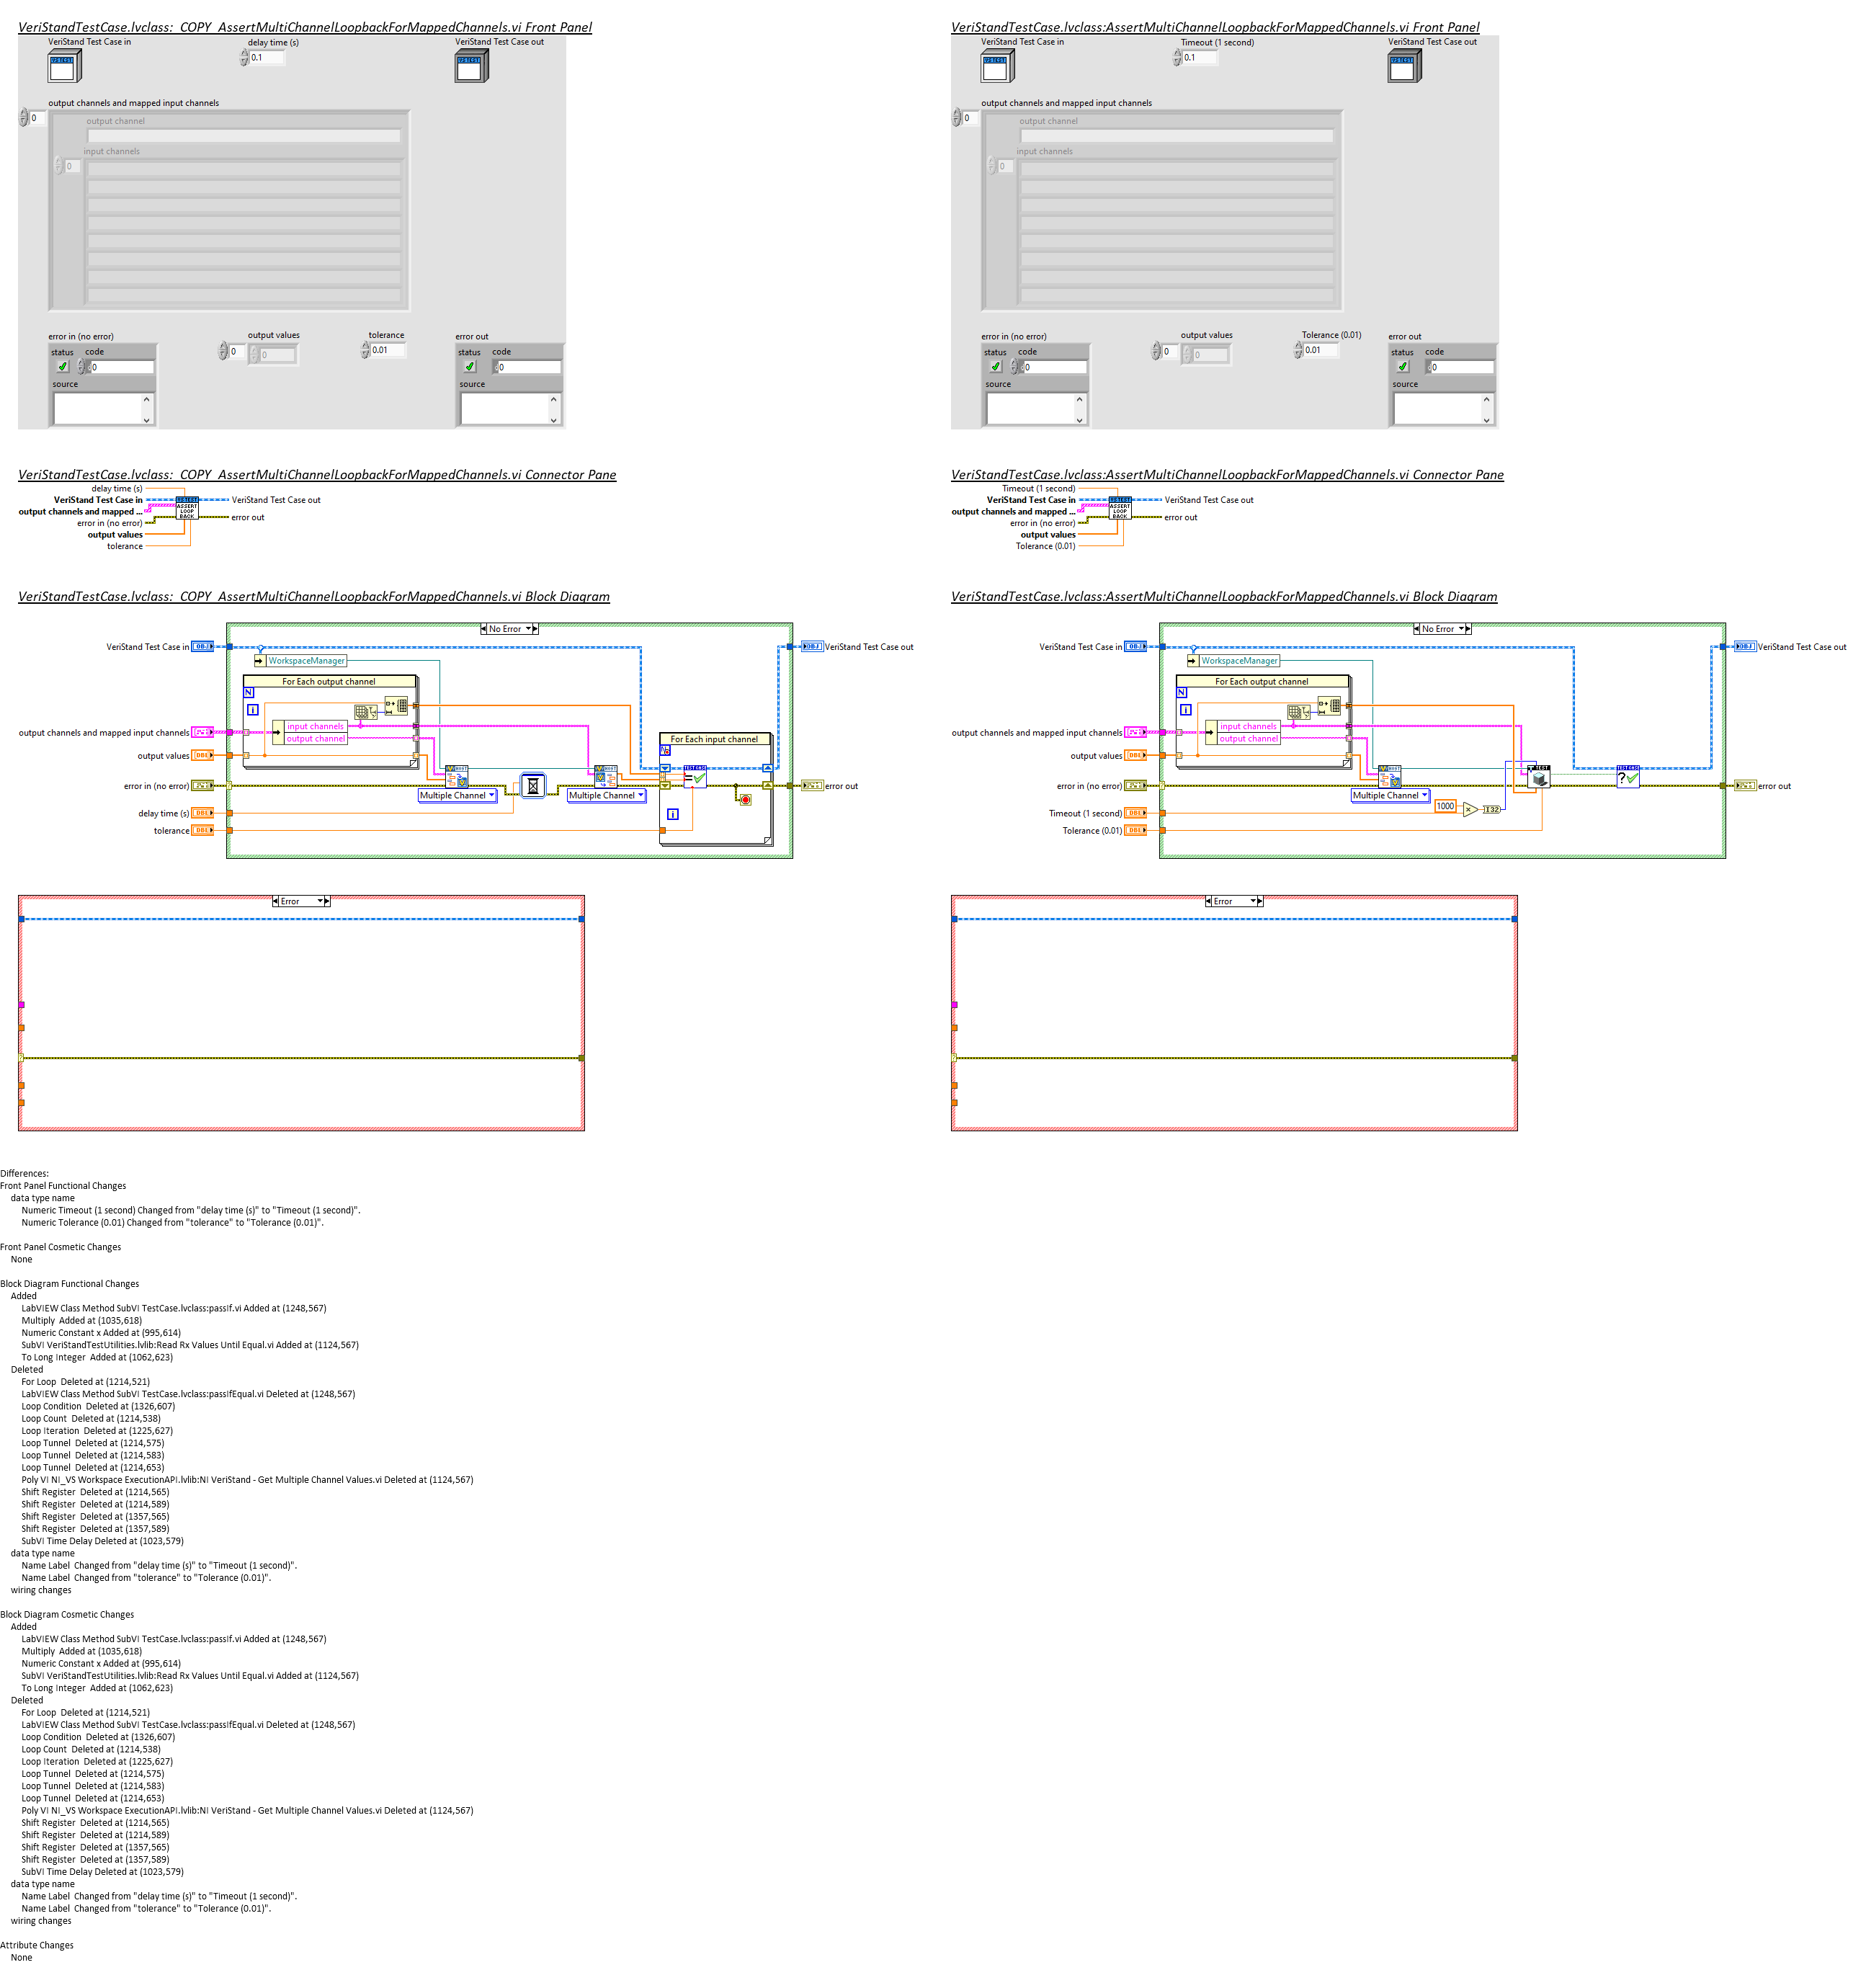 VeriStandTestCase.lvclass:_COPY_AssertMultiChannelLoopbackForMappedChannels.vi Front Panel
VeriStand Test Case in
delay time (s)
VeriStand Test Case out
0.1
output channels and mapped input channels
0
output channel
input channels
0
error in (no error)
output values
tolerance
error out
status
code
0
0
0.01
status
code
0
0
source
source
VeriStandTestCase.lvclass:AssertMultiChannelLoopbackForMappedChannels.vi Front Panel
VeriStand Test Case in
Timeout (1 second)
VeriStand Test Case out
0.1
output channels and mapped input channels
0
output channel
input channels
0
error in (no error)
output values
Tolerance (0.01)
error out
status
code
0
0
0.01
status
code
0
0
source
source
VeriStandTestCase.lvclass:_COPY_AssertMultiChannelLoopbackForMappedChannels.vi Connector Pane
delay time (s)
VeriStand Test Case in
VeriStand Test Case out
output channels and mapped ...
ASSERT
LOOP
BACK
error in (no error)
error out
output values
tolerance
VeriStandTestCase.lvclass:AssertMultiChannelLoopbackForMappedChannels.vi Connector Pane
Timeout (1 second)
VeriStand Test Case in
VeriStand Test Case out
output channels and mapped ...
ASSERT
LOOP
BACK
error in (no error)
error out
output values
Tolerance (0.01)
VeriStandTestCase.lvclass:_COPY_AssertMultiChannelLoopbackForMappedChannels.vi Block Diagram
No Error
VeriStand Test Case in
OBJ
OBJ
VeriStand Test Case out
WorkspaceManager
For Each output channel
N
i
input channels
output channels and mapped input channels
output channel
For Each input channel
N
output values
DBL
error in (no error)
error out
Multiple Channel
Multiple Channel
delay time (s)
DBL
i
tolerance
DBL
Error
VeriStandTestCase.lvclass:AssertMultiChannelLoopbackForMappedChannels.vi Block Diagram
No Error
VeriStand Test Case in
OBJ
OBJ
VeriStand Test Case out
WorkspaceManager
For Each output channel
N
i
input channels
output channels and mapped input channels
output channel
output values
DBL
TEST
error in (no error)
?
error out
Multiple Channel
1000
x
I32
Timeout (1 second)
DBL
Tolerance (0.01)
DBL
Error
Differences:
Front Panel Functional Changes
data type name
Numeric Timeout (1 second) Changed from "delay time (s)" to "Timeout (1 second)".
Numeric Tolerance (0.01) Changed from "tolerance" to "Tolerance (0.01)".
Front Panel Cosmetic Changes
None
Block Diagram Functional Changes
Added
LabVIEW Class Method SubVI TestCase.lvclass:passIf.vi Added at (1248,567)
Multiply  Added at (1035,618)
Numeric Constant x Added at (995,614)
SubVI VeriStandTestUtilities.lvlib:Read Rx Values Until Equal.vi Added at (1124,567)
To Long Integer  Added at (1062,623)
Deleted
For Loop  Deleted at (1214,521)
LabVIEW Class Method SubVI TestCase.lvclass:passIfEqual.vi Deleted at (1248,567)
Loop Condition  Deleted at (1326,607)
Loop Count  Deleted at (1214,538)
Loop Iteration  Deleted at (1225,627)
Loop Tunnel  Deleted at (1214,575)
Loop Tunnel  Deleted at (1214,583)
Loop Tunnel  Deleted at (1214,653)
Poly VI NI_VS Workspace ExecutionAPI.lvlib:NI VeriStand - Get Multiple Channel Values.vi Deleted at (1124,567)
Shift Register  Deleted at (1214,565)
Shift Register  Deleted at (1214,589)
Shift Register  Deleted at (1357,565)
Shift Register  Deleted at (1357,589)
SubVI Time Delay Deleted at (1023,579)
data type name
Name Label  Changed from "delay time (s)" to "Timeout (1 second)".
Name Label  Changed from "tolerance" to "Tolerance (0.01)".
wiring changes
Block Diagram Cosmetic Changes
Added
LabVIEW Class Method SubVI TestCase.lvclass:passIf.vi Added at (1248,567)
Multiply  Added at (1035,618)
Numeric Constant x Added at (995,614)
SubVI VeriStandTestUtilities.lvlib:Read Rx Values Until Equal.vi Added at (1124,567)
To Long Integer  Added at (1062,623)
Deleted
For Loop  Deleted at (1214,521)
LabVIEW Class Method SubVI TestCase.lvclass:passIfEqual.vi Deleted at (1248,567)
Loop Condition  Deleted at (1326,607)
Loop Count  Deleted at (1214,538)
Loop Iteration  Deleted at (1225,627)
Loop Tunnel  Deleted at (1214,575)
Loop Tunnel  Deleted at (1214,583)
Loop Tunnel  Deleted at (1214,653)
Poly VI NI_VS Workspace ExecutionAPI.lvlib:NI VeriStand - Get Multiple Channel Values.vi Deleted at (1124,567)
Shift Register  Deleted at (1214,565)
Shift Register  Deleted at (1214,589)
Shift Register  Deleted at (1357,565)
Shift Register  Deleted at (1357,589)
SubVI Time Delay Deleted at (1023,579)
data type name
Name Label  Changed from "delay time (s)" to "Timeout (1 second)".
Name Label  Changed from "tolerance" to "Tolerance (0.01)".
wiring changes
Attribute Changes
None